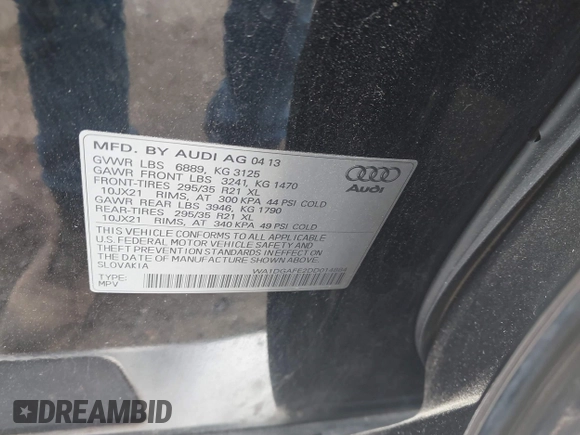 MFD. BY AUDI AG 04 13
GVWR LBS 6889, KG 3125
GAWR FRONT LBS 3241, KG 1470
FRONT-TIRES 295/35 R21 XL
10JX21 RIMS, AT 300 KPA 44 PSI COLD
GAWR REAR LBS 3946, KG 1790
REAR-TIRES 295/35 R21 XL
10JX21 RIMS, AT 340 KPA 49 PSI COLD
THIS VEHICLE CONFORMS TO ALL APPLICABLE
U.S. FEDERAL MOTOR VEHICLE SAFETY AND
THEFT PREVENTION STANDARDS IN EFFECT ON
THE DATE OF MANUFACTURE SHOWN ABOVE.
SLOVAKIA
TYPE:
MPV
Audi
DREAMBID